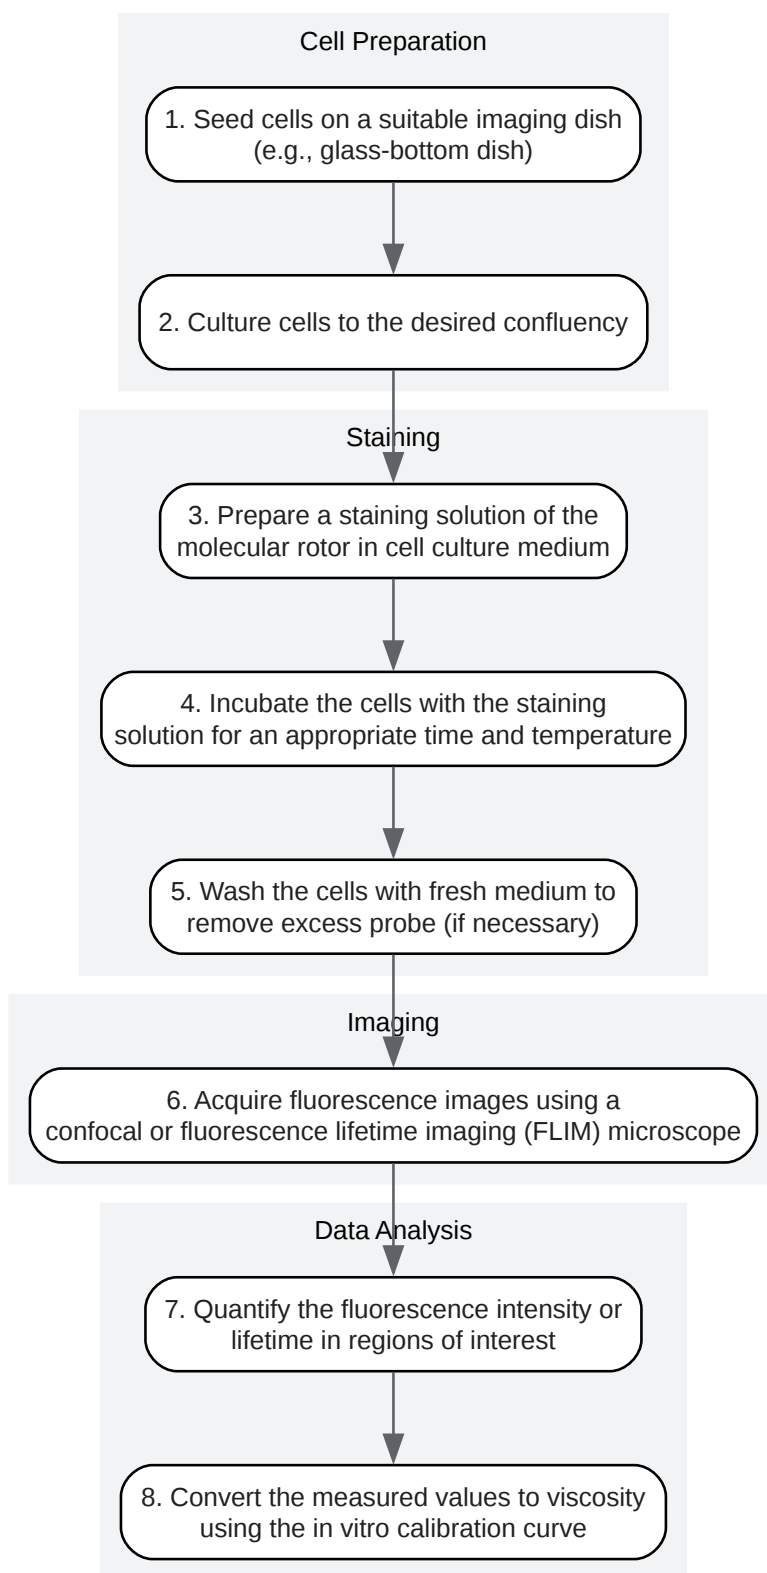 Cell Preparation
1. Seed cells on a suitable imaging dish
(e.g., glass-bottom dish)
2. Culture cells to the desired confluency
Staining
3. Prepare a staining solution of the
molecular rotor in cell culture medium
4. Incubate the cells with the staining
solution for an appropriate time and temperature
5. Wash the cells with fresh medium to
remove excess probe (if necessary)
Imaging
6. Acquire fluorescence images using a
confocal or fluorescence lifetime imaging (FLIM) microscope
Data Analysis
7. Quantify the fluorescence intensity or
lifetime in regions of interest
8. Convert the measured values to viscosity
using the in vitro calibration curve